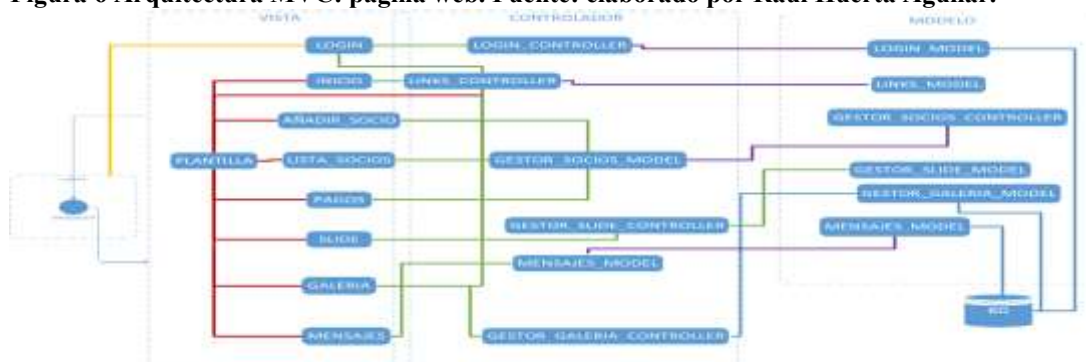 Figura 6 Arquitectura MVC. pagina web. Fuente: elaborado por Raúl Huerta Aguilar.
VISTA
CONTROLADOR
MODELO
LOGIN
LOGIN_CONTROLLER
LOGIN_MODEL
INICIO
LINKS_CONTROLLER
LINKS_MODEL
AÑADIR_SOCIO
GESTOR_SOCIOS_CONTROLLER
PLANTILLA
LISTA_SOCIOS
GESTOR_SOCIOS_MODEL
GESTOR_SLIDE_MODEL
PAGOS
GESTOR_GALERIA_MODEL
SLIDE
GESTOR_SLIDE_CONTROLLER
MENSAJES_MODEL
MENSAJES_MODEL
GALERIA
MENSAJES
GESTOR_GALERIA_CONTROLLER
BD